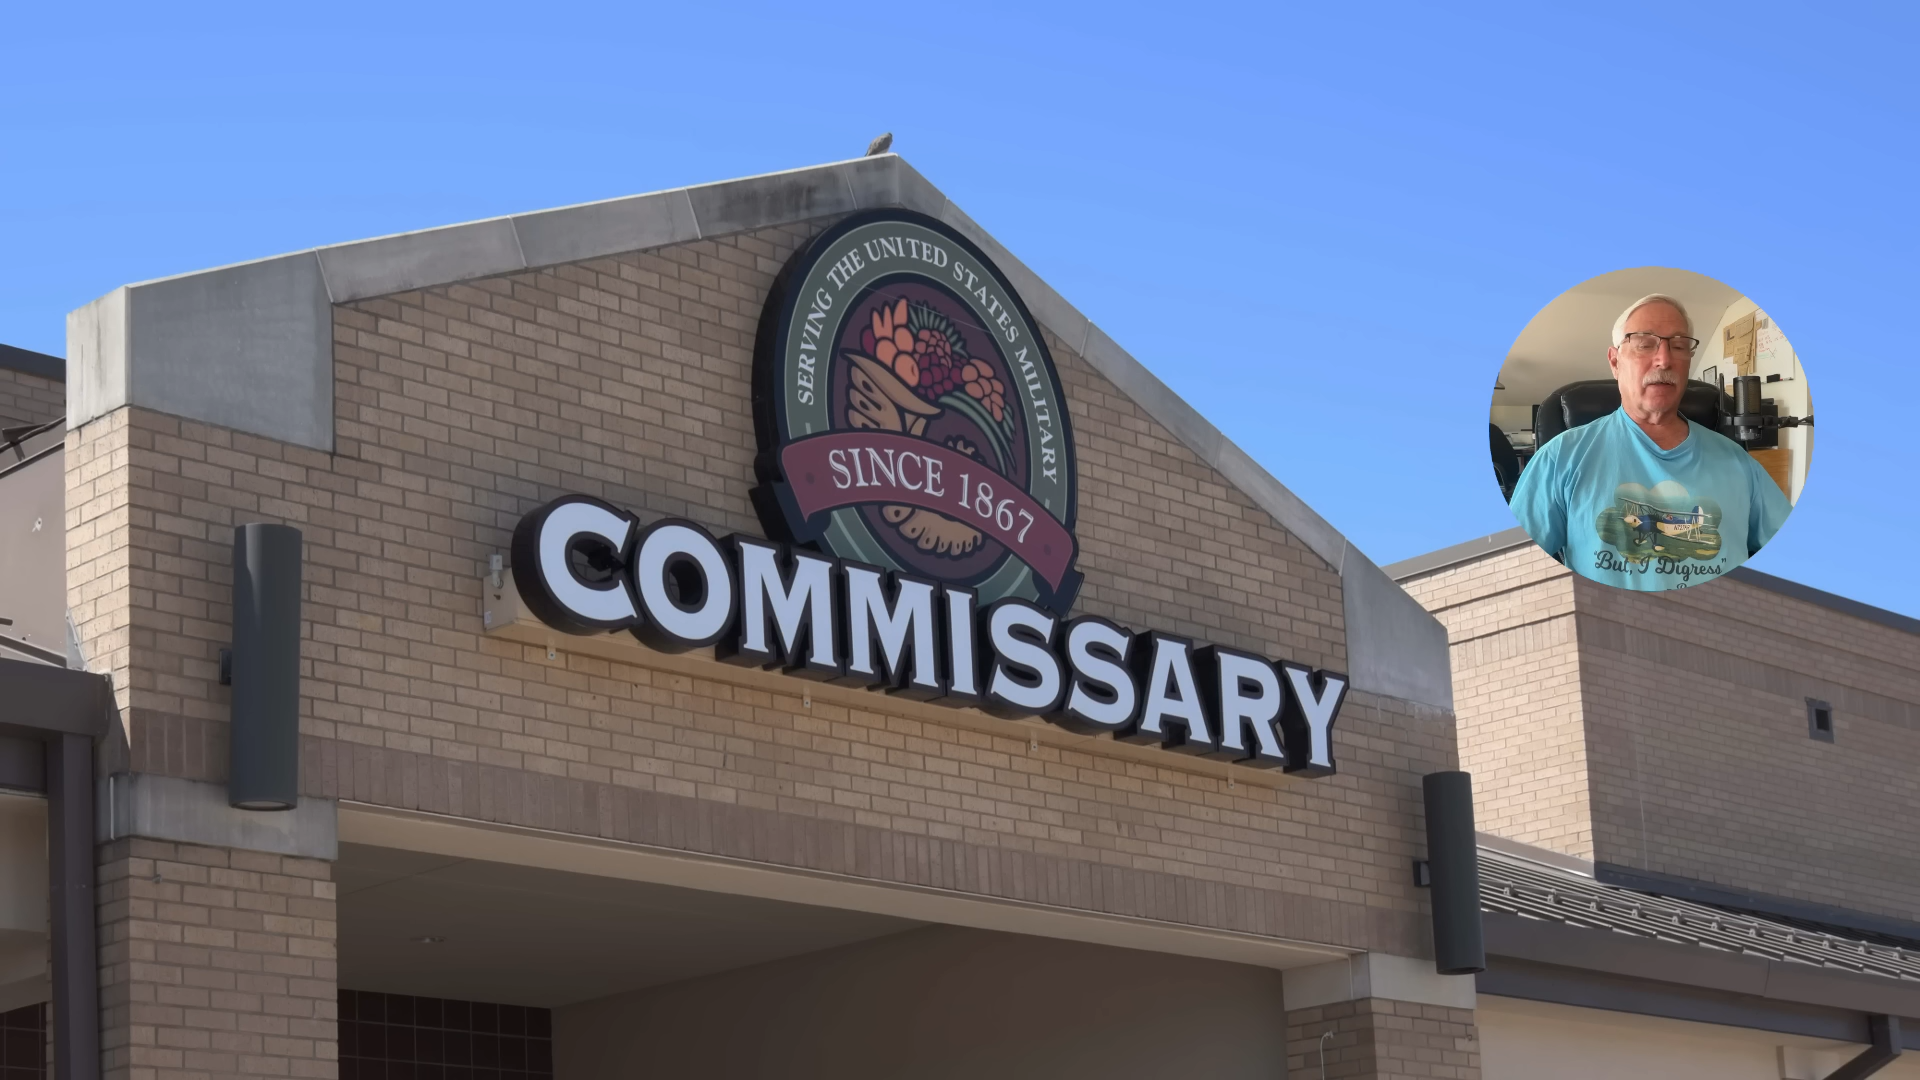 SERVING THE UNITED STATES MILITARY
SINCE 1867
COMMISSARY
"But, I Digress"